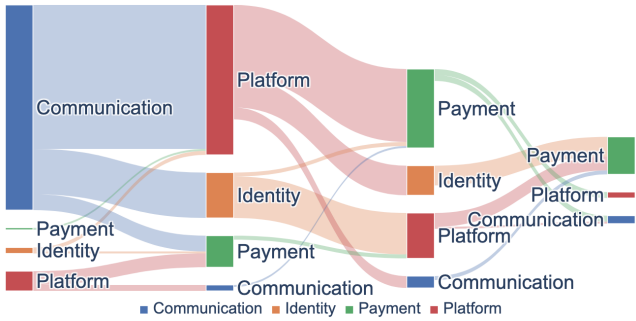 Communication
Payment
Identity
Platform
Platform
Identity
Payment
Communication
Payment
Identity
Platform
Communication
Payment
Platform
Communication
Communication Identity Payment Platform